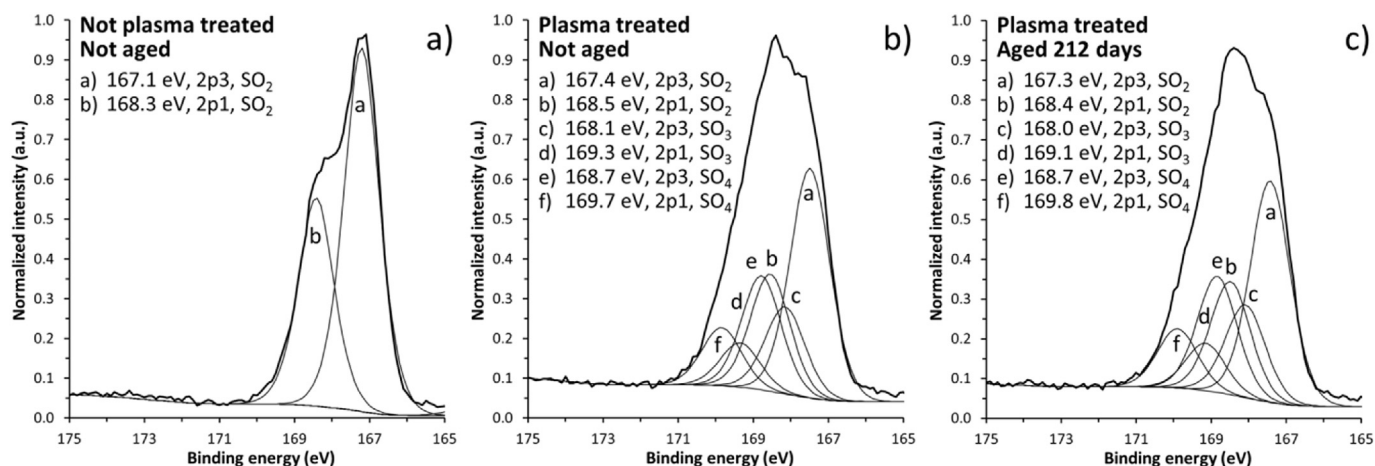 Not plasma treated
Not aged
a)
a) 167.1 eV, 2p3, SO₂
b) 168.3 eV, 2p1, SO₂
a
b
Normalized intensity (a.u.)
1.0
0.9
0.8
0.7
0.6
0.5
0.4
0.3
0.2
0.1
0.0
175 173 171 169 167 165
Binding energy (eV)
Plasma treated
Not aged
b)
a) 167.4 eV, 2p3, SO₂
b) 168.5 eV, 2p1, SO₂
c) 168.1 eV, 2p3, SO₃
d) 169.3 eV, 2p1, SO₃
e) 168.7 eV, 2p3, SO₄
f) 169.7 eV, 2p1, SO₄
a
e b
d c
f
Normalized intensity (a.u.)
1.0
0.9
0.8
0.7
0.6
0.5
0.4
0.3
0.2
0.1
0.0
175 173 171 169 167 165
Binding energy (eV)
Plasma treated
Aged 212 days
c)
a) 167.3 eV, 2p3, SO₂
b) 168.4 eV, 2p1, SO₂
c) 168.0 eV, 2p3, SO₃
d) 169.1 eV, 2p1, SO₃
e) 168.7 eV, 2p3, SO₄
f) 169.8 eV, 2p1, SO₄
a
e b
d c
f
Normalized intensity (a.u.)
1.0
0.9
0.8
0.7
0.6
0.5
0.4
0.3
0.2
0.1
0.0
175 173 171 169 167 165
Binding energy (eV)